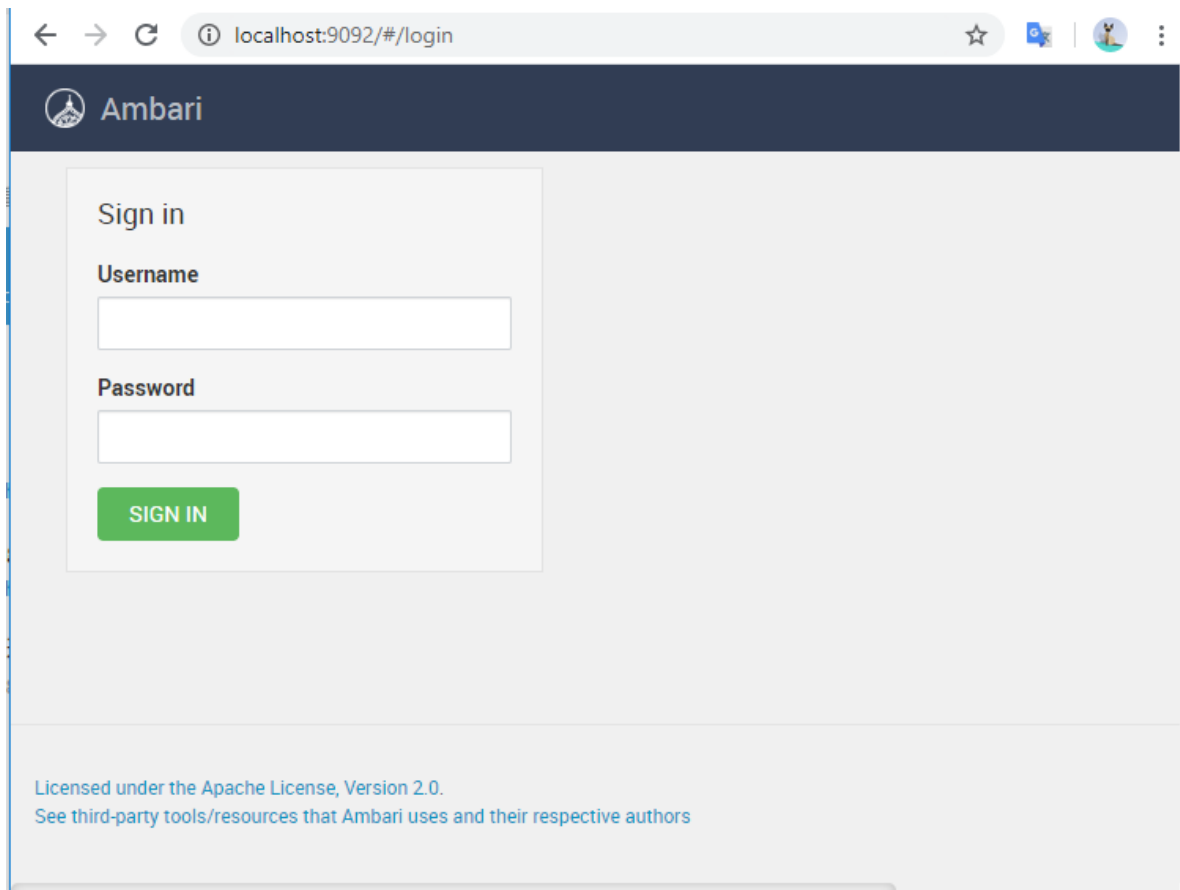 localhost:9092/#/login
Ambari
Sign in
Username
Password
SIGN IN
Licensed under the Apache License, Version 2.0.
See third-party tools/resources that Ambari uses and their respective authors